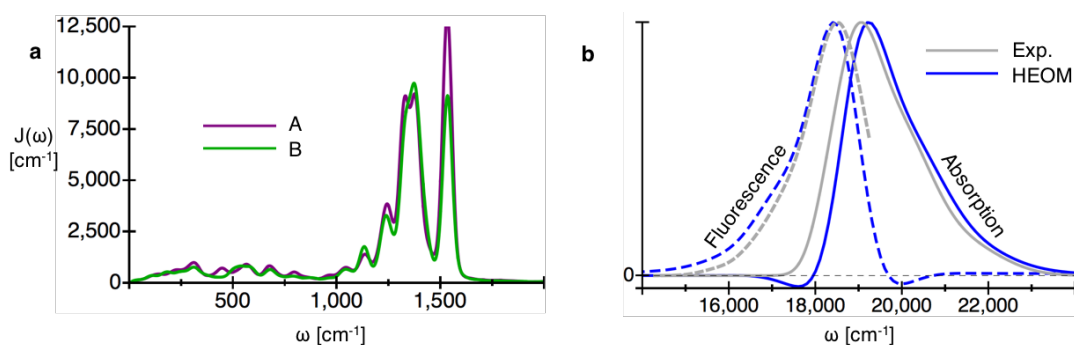 a
12,500
10,000
7,500
5,000
2,500
0
J(ω)
[cm⁻¹]
A
B
500
1,000
1,500
ω [cm⁻¹]
b
Exp.
HEOM
Fluorescence
Absorption
0
16,000
18,000
20,000
22,000
ω [cm⁻¹]